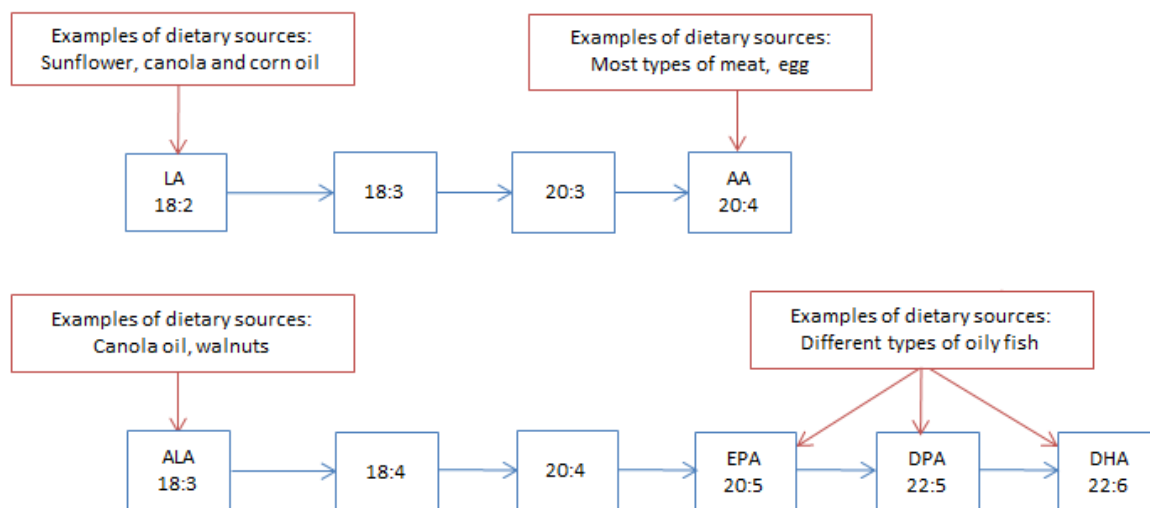 Examples of dietary sources:
Sunflower, canola and corn oil
Examples of dietary sources:
Most types of meat, egg
LA
18:2
18:3
20:3
AA
20:4
Examples of dietary sources:
Canola oil, walnuts
Examples of dietary sources:
Different types of oily fish
ALA
18:3
18:4
20:4
EPA
20:5
DPA
22:5
DHA
22:6